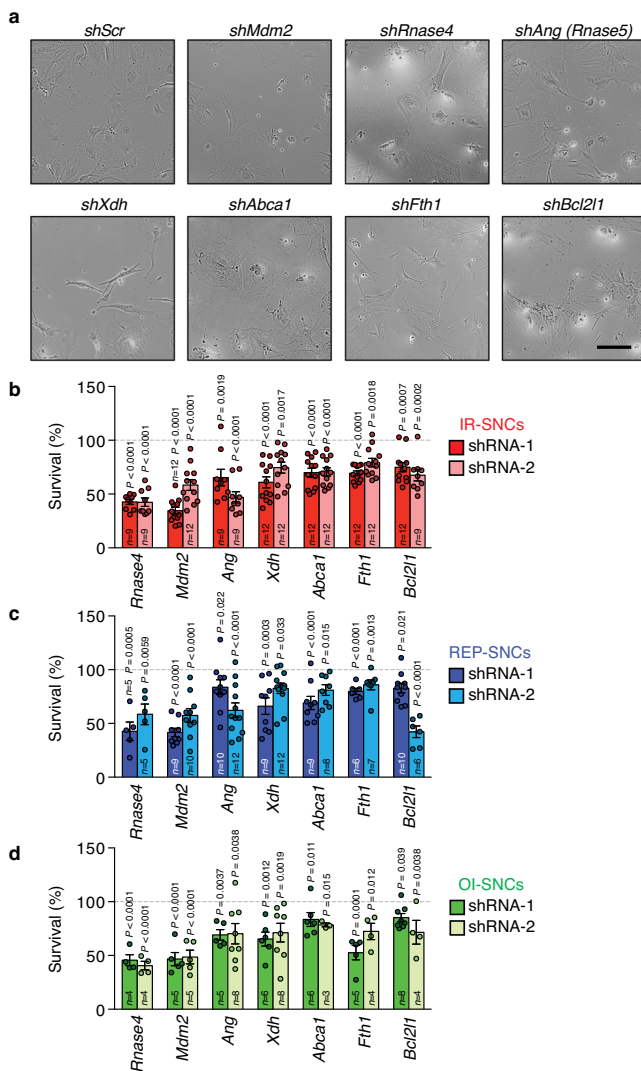 a
shScr
shMdm2
shRnase4
shAng (Rnase5)
shXdh
shAbca1
shFth1
shBcl2l1
b
Survival (%)
150
100
50
0
P < 0.0001
P < 0.0001
P < 0.0001
P < 0.0001
P = 0.0019
P < 0.0001
P < 0.0001
P = 0.0017
P < 0.0001
P < 0.0001
P < 0.0001
P = 0.0018
P = 0.0007
P = 0.0002
n=9
n=9
n=12
n=12
n=9
n=9
n=12
n=12
n=12
n=12
n=12
n=12
n=12
n=9
Rnase4
Mdm2
Ang
Xdh
Abca1
Fth1
Bcl2l1
IR-SNCs
shRNA-1
shRNA-2
c
Survival (%)
150
100
50
0
P = 0.0005
P = 0.0059
P < 0.0001
P < 0.0001
P = 0.022
P < 0.0001
P = 0.0003
P = 0.033
P < 0.0001
P = 0.015
P < 0.0001
P = 0.0013
P = 0.021
P < 0.0001
n=5
n=5
n=9
n=10
n=10
n=12
n=9
n=12
n=9
n=8
n=6
n=7
n=10
n=6
Rnase4
Mdm2
Ang
Xdh
Abca1
Fth1
Bcl2l1
REP-SNCs
shRNA-1
shRNA-2
d
Survival (%)
150
100
50
0
P < 0.0001
P < 0.0001
P < 0.0001
P < 0.0001
P = 0.0037
P = 0.0038
P = 0.0012
P = 0.0019
P = 0.011
P = 0.015
P = 0.0001
P = 0.012
P = 0.039
P = 0.0038
n=4
n=4
n=5
n=5
n=5
n=8
n=6
n=8
n=6
n=3
n=5
n=4
n=8
n=4
Rnase4
Mdm2
Ang
Xdh
Abca1
Fth1
Bcl2l1
OI-SNCs
shRNA-1
shRNA-2